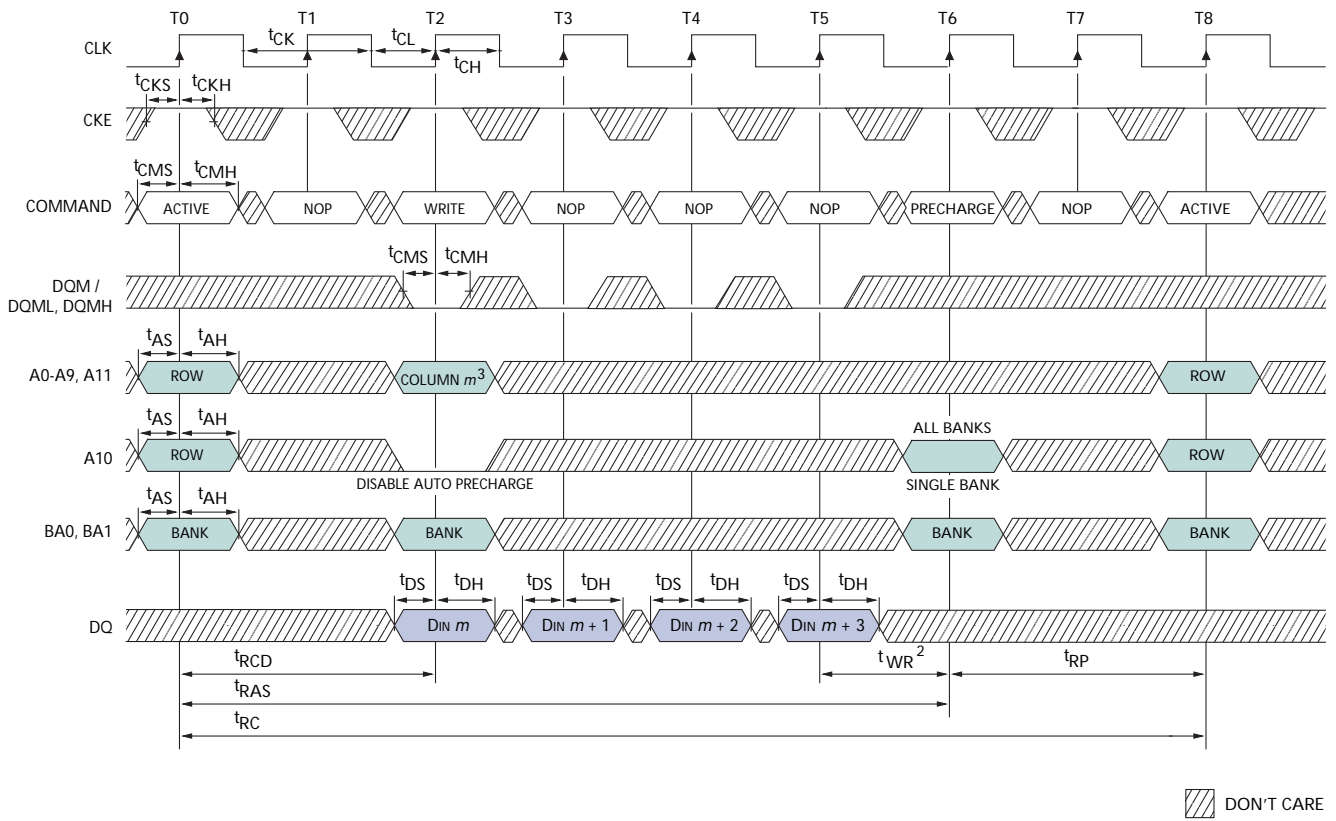 T0 T1 T2 T3 T4 T5 T6 T7 T8
CLK tCK tCL tCH
tCKS tCKH
CKE
tCMS tCMH
COMMAND ACTIVE NOP WRITE NOP NOP NOP PRECHARGE NOP ACTIVE
tCMS tCMH
DQM /
DQML, DQMH
tAS tAH
A0-A9, A11 ROW COLUMN m3 ROW
tAS tAH ALL BANKS
A10 ROW ROW
DISABLE AUTO PRECHARGE SINGLE BANK
tAS tAH
BA0, BA1 BANK BANK BANK BANK
tDS tDH tDS tDH tDS tDH tDS tDH
DQ DIN m DIN m + 1 DIN m + 2 DIN m + 3
tRCD tWR2 tRP
tRAS
tRC
DON'T CARE